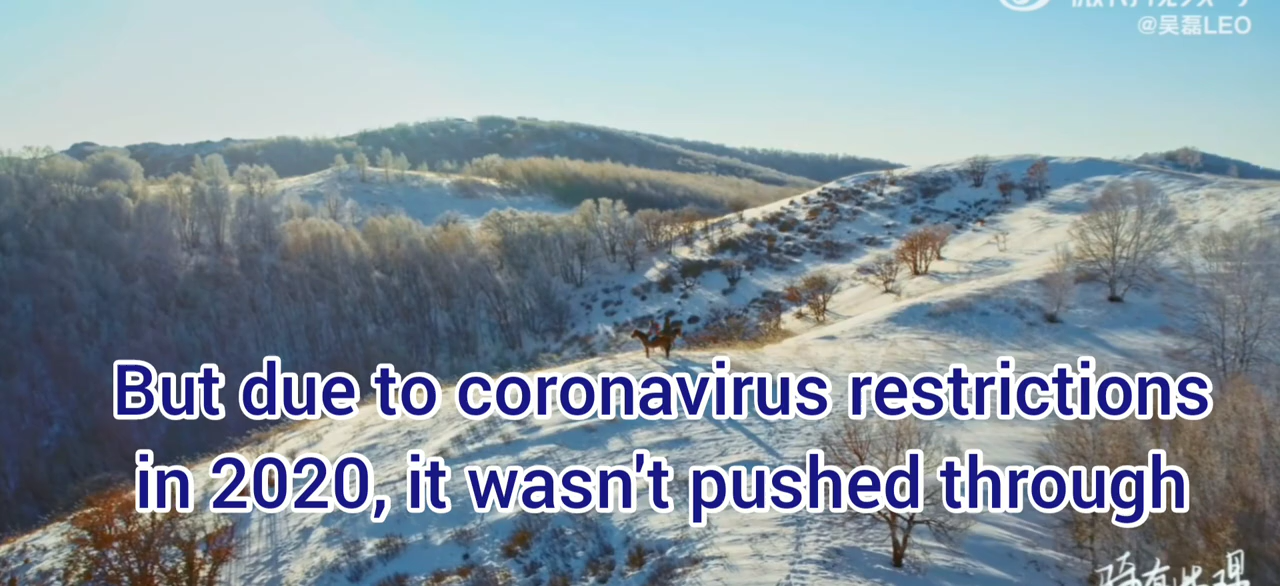 @吴磊LEO
But due to coronavirus restrictions
in 2020, it wasn't pushed through